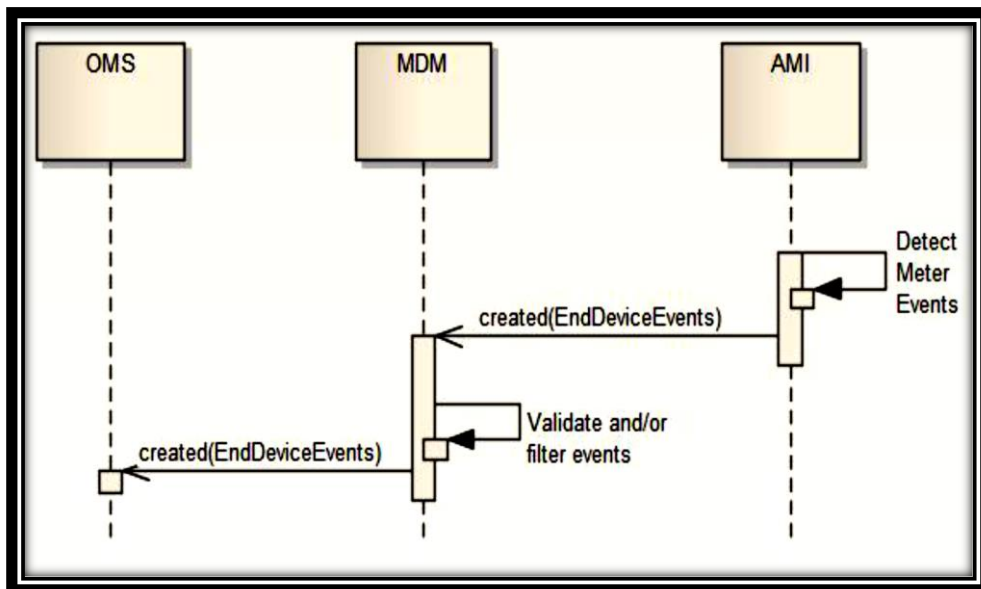 OMS
MDM
AMI
Detect
Meter
Events
created(EndDeviceEvents)
Validate and/or
filter events
created(EndDeviceEvents)